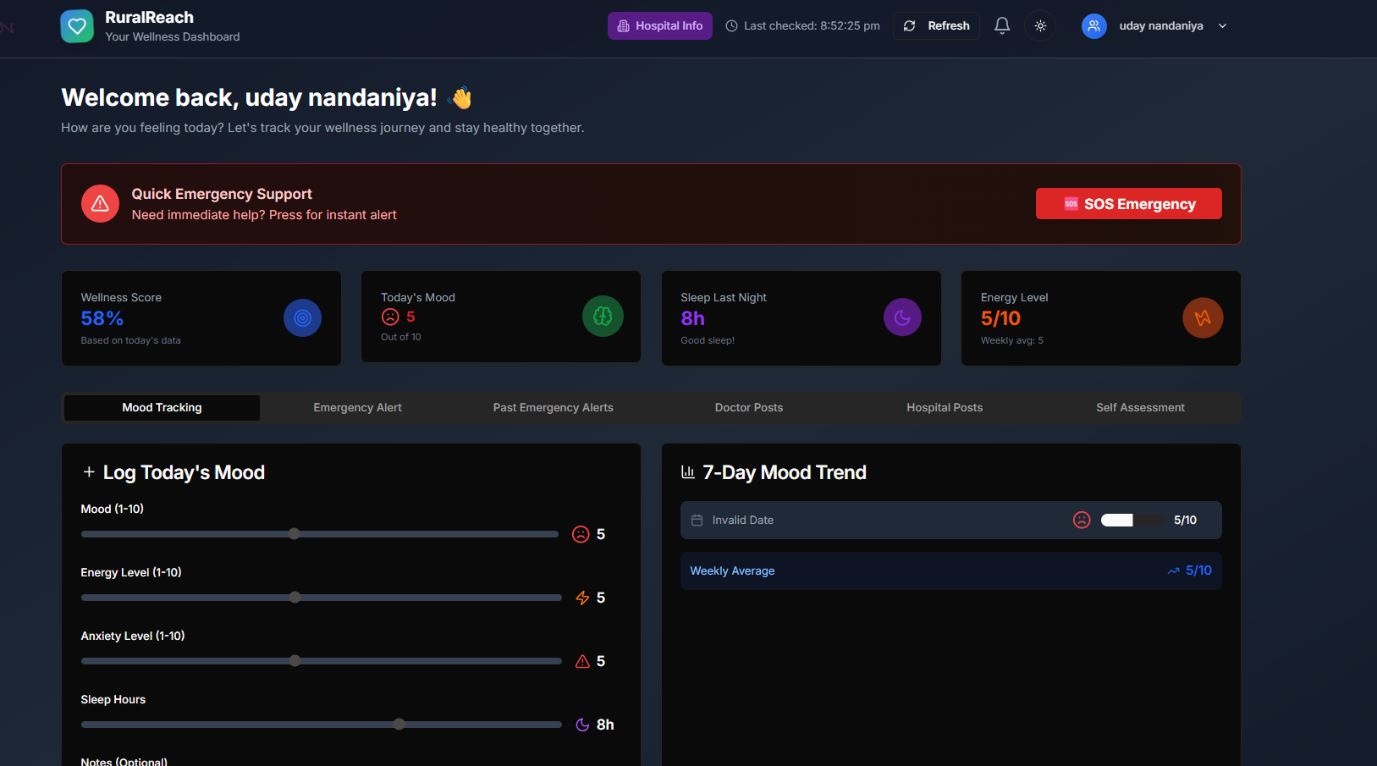 RuralReach
Your Wellness Dashboard
Hospital Info
Last checked: 8:52:25 pm
Refresh
uday nandaniya
Welcome back, uday nandaniya! 👋
How are you feeling today? Let's track your wellness journey and stay healthy together.
Quick Emergency Support
Need immediate help? Press for instant alert
🆘 SOS Emergency
Wellness Score
58%
Based on today's data
Today's Mood
5
Out of 10
Sleep Last Night
8h
Good sleep!
Energy Level
5/10
Weekly avg: 5
Mood Tracking
Emergency Alert
Past Emergency Alerts
Doctor Posts
Hospital Posts
Self Assessment
Log Today's Mood
Mood (1-10)
5
Energy Level (1-10)
5
Anxiety Level (1-10)
5
Sleep Hours
8h
Notes (Optional)
7-Day Mood Trend
Invalid Date
5/10
Weekly Average
5/10